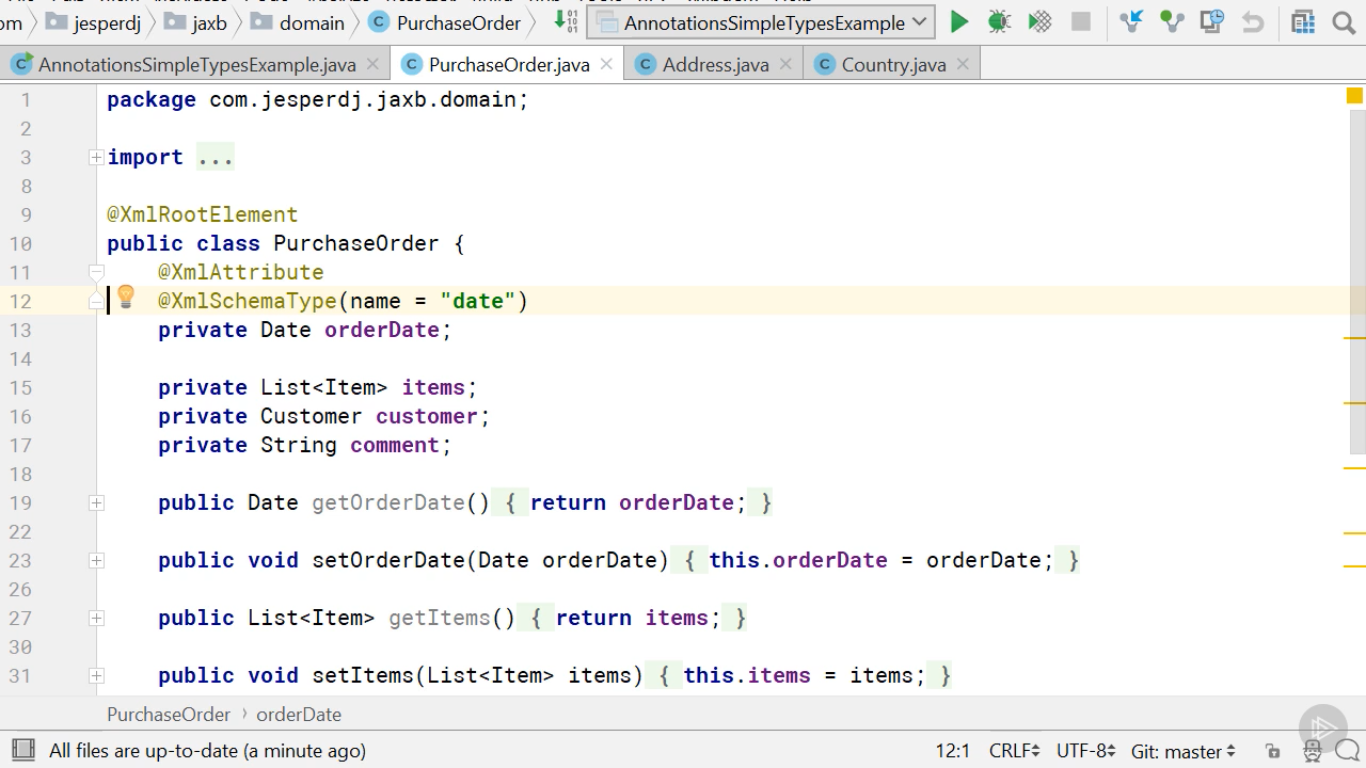 om jesperdj jaxb domain PurchaseOrder AnnotationsSimpleTypesExample
AnnotationsSimpleTypesExample.java PurchaseOrder.java Address.java Country.java
1 package com.jesperdj.jaxb.domain;
2
3 import ...
8
9 @XmlRootElement
10 public class PurchaseOrder {
11 @XmlAttribute
12 @XmlSchemaType(name = "date")
13 private Date orderDate;
14
15 private List<Item> items;
16 private Customer customer;
17 private String comment;
18
19 public Date getOrderDate() { return orderDate; }
22
23 public void setOrderDate(Date orderDate) { this.orderDate = orderDate; }
26
27 public List<Item> getItems() { return items; }
30
31 public void setItems(List<Item> items) { this.items = items; }
PurchaseOrder › orderDate
All files are up-to-date (a minute ago) 12:1 CRLF UTF-8 Git: master